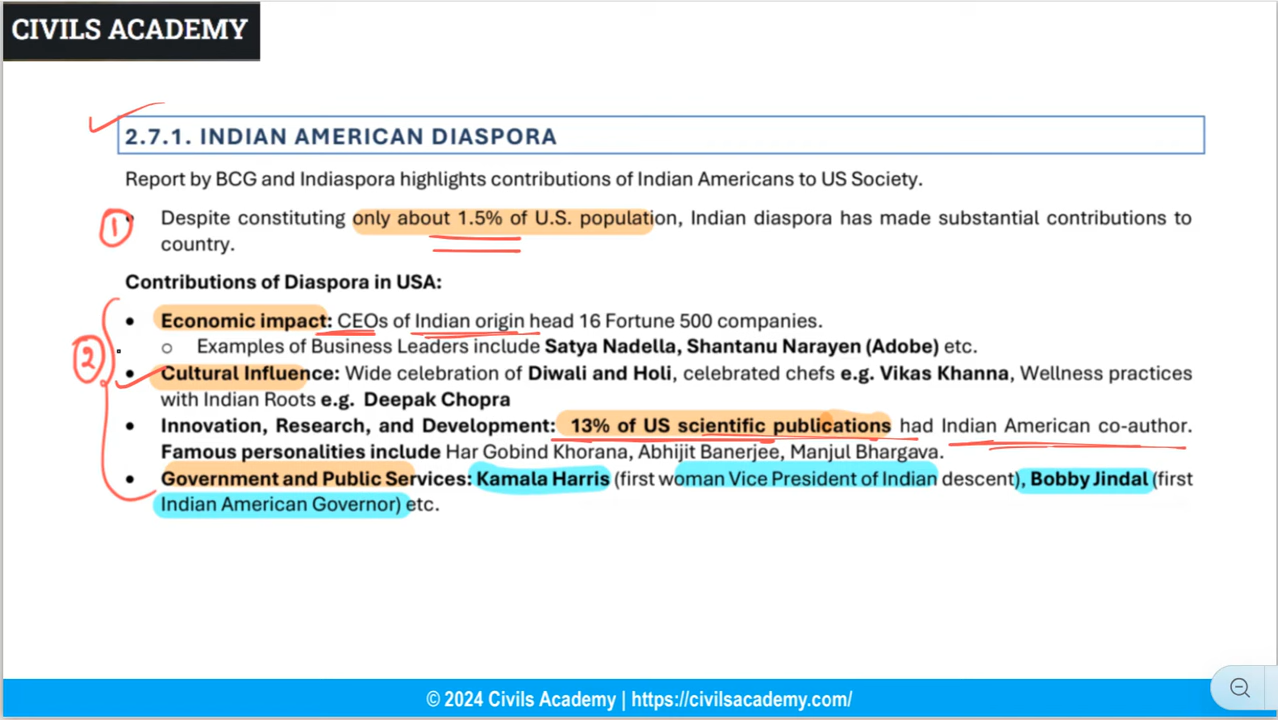 CIVILS ACADEMY
2.7.1. INDIAN AMERICAN DIASPORA
Report by BCG and Indiaspora highlights contributions of Indian Americans to US Society.
1
• Despite constituting only about 1.5% of U.S. population, Indian diaspora has made substantial contributions to
country.
Contributions of Diaspora in USA:
2
• Economic impact: CEOs of Indian origin head 16 Fortune 500 companies.
o Examples of Business Leaders include Satya Nadella, Shantanu Narayen (Adobe) etc.
• Cultural Influence: Wide celebration of Diwali and Holi, celebrated chefs e.g. Vikas Khanna, Wellness practices
with Indian Roots e.g. Deepak Chopra
• Innovation, Research, and Development: 13% of US scientific publications had Indian American co-author.
Famous personalities include Har Gobind Khorana, Abhijit Banerjee, Manjul Bhargava.
• Government and Public Services: Kamala Harris (first woman Vice President of Indian descent), Bobby Jindal (first
Indian American Governor) etc.
© 2024 Civils Academy | https://civilsacademy.com/